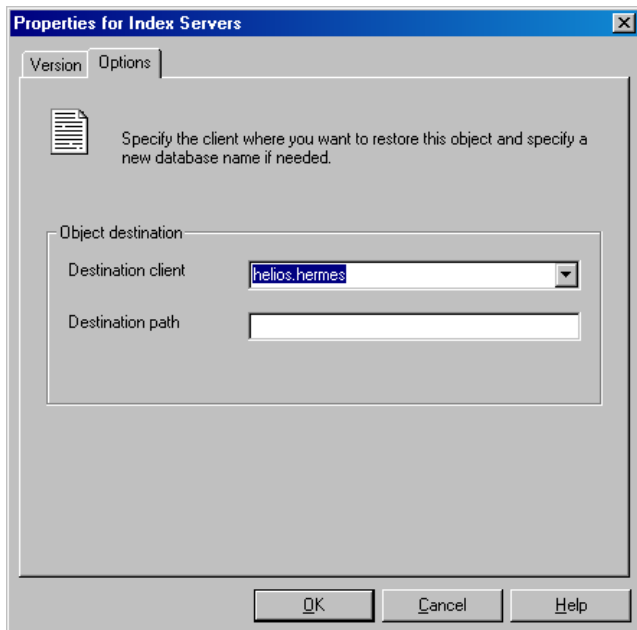 Properties for Index Servers
Version
Options
Specify the client where you want to restore this object and specify a
new database name if needed.
Object destination
Destination client
helios.hermes
Destination path
OK
Cancel
Help